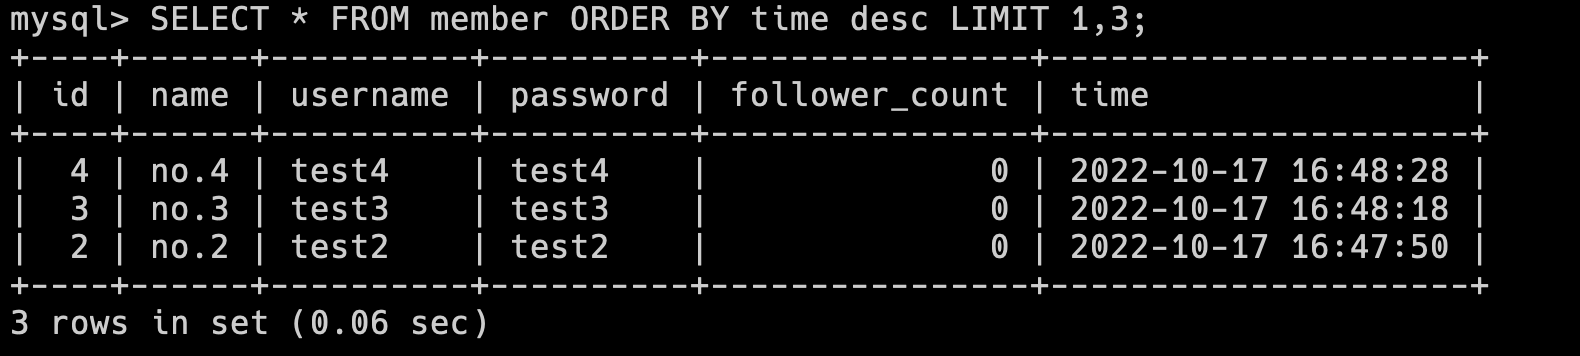 mysql> SELECT * FROM member ORDER BY time desc LIMIT 1,3;
+----+------+----------+----------+----------------+---------------------+
| id | name | username | password | follower_count | time                |
+----+------+----------+----------+----------------+---------------------+
|  4 | no.4 | test4    | test4    |              0 | 2022-10-17 16:48:28 |
|  3 | no.3 | test3    | test3    |              0 | 2022-10-17 16:48:18 |
|  2 | no.2 | test2    | test2    |              0 | 2022-10-17 16:47:50 |
+----+------+----------+----------+----------------+---------------------+
3 rows in set (0.06 sec)